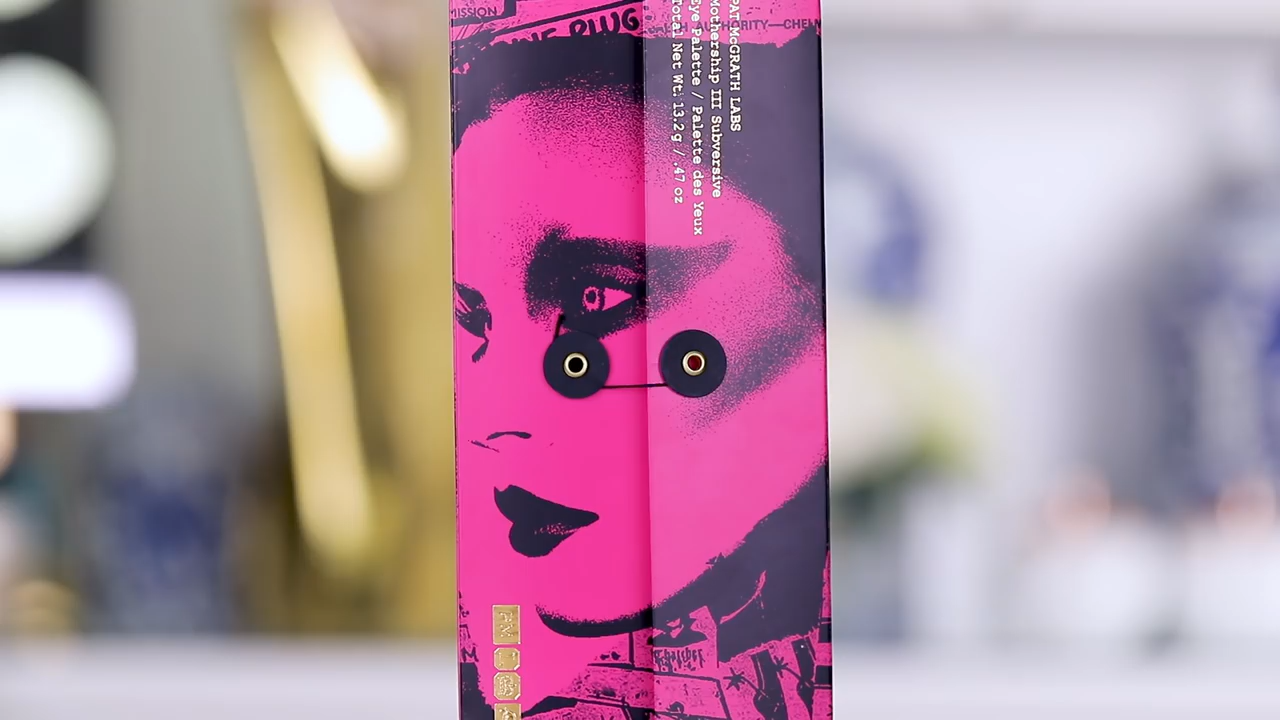 MISSION
PLUG
AUTHORITY—CHEM
PAT McGRATH LABS
Mothership III Subversive
Eye Palette / Palette des Yeux
Total Net Wt. 13.2g / .47 oz
PM